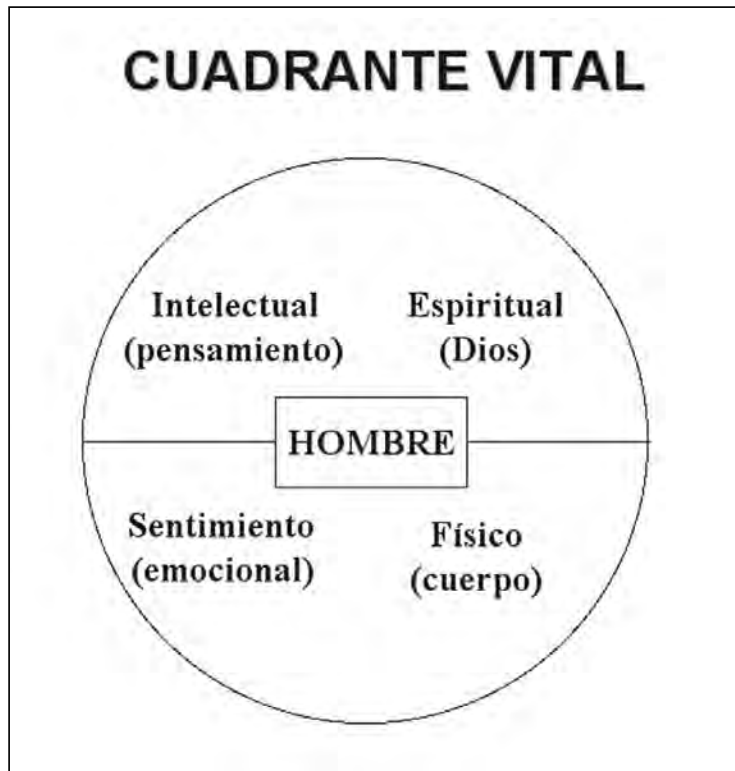 CUADRANTE VITAL
Intelectual
(pensamiento)
Espiritual
(Dios)
HOMBRE
Sentimiento
(emocional)
Físico
(cuerpo)